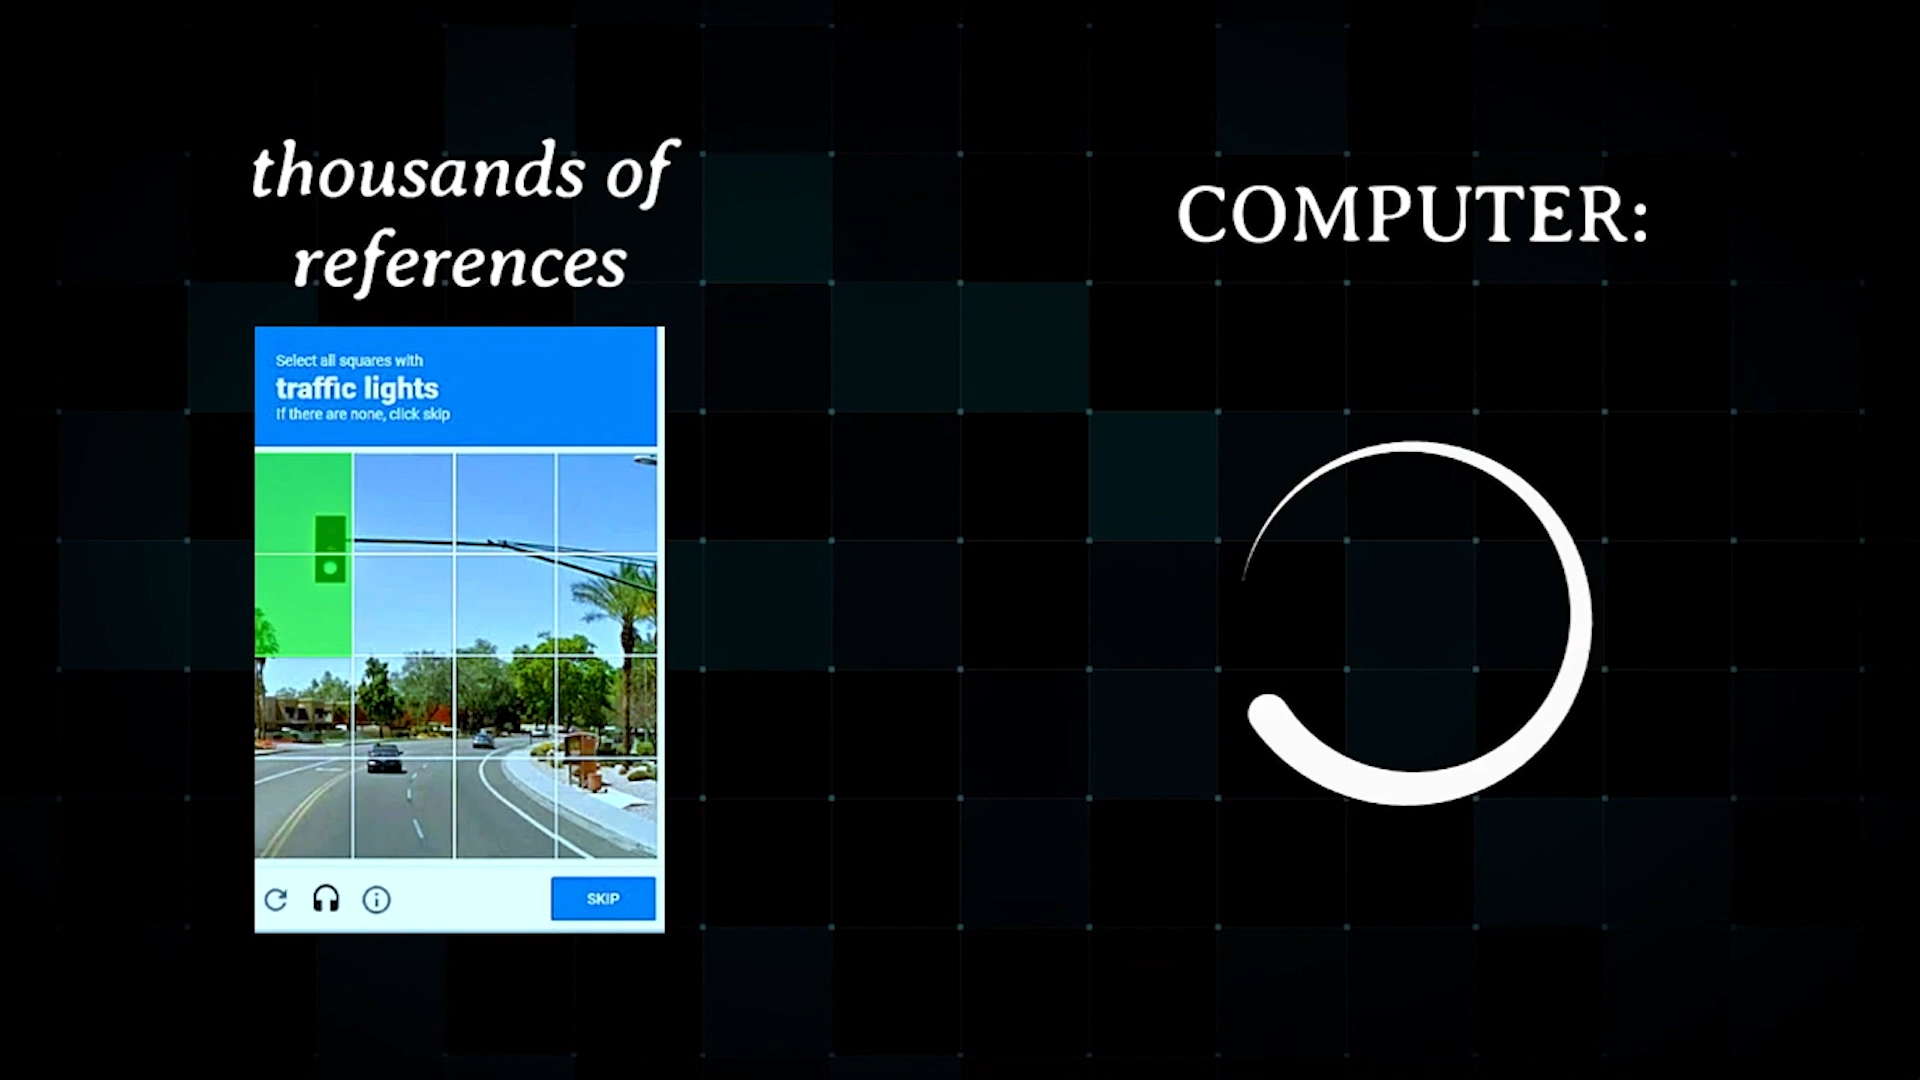 thousands of
references
Select all squares with
traffic lights
If there are none, click skip
SKIP
COMPUTER: